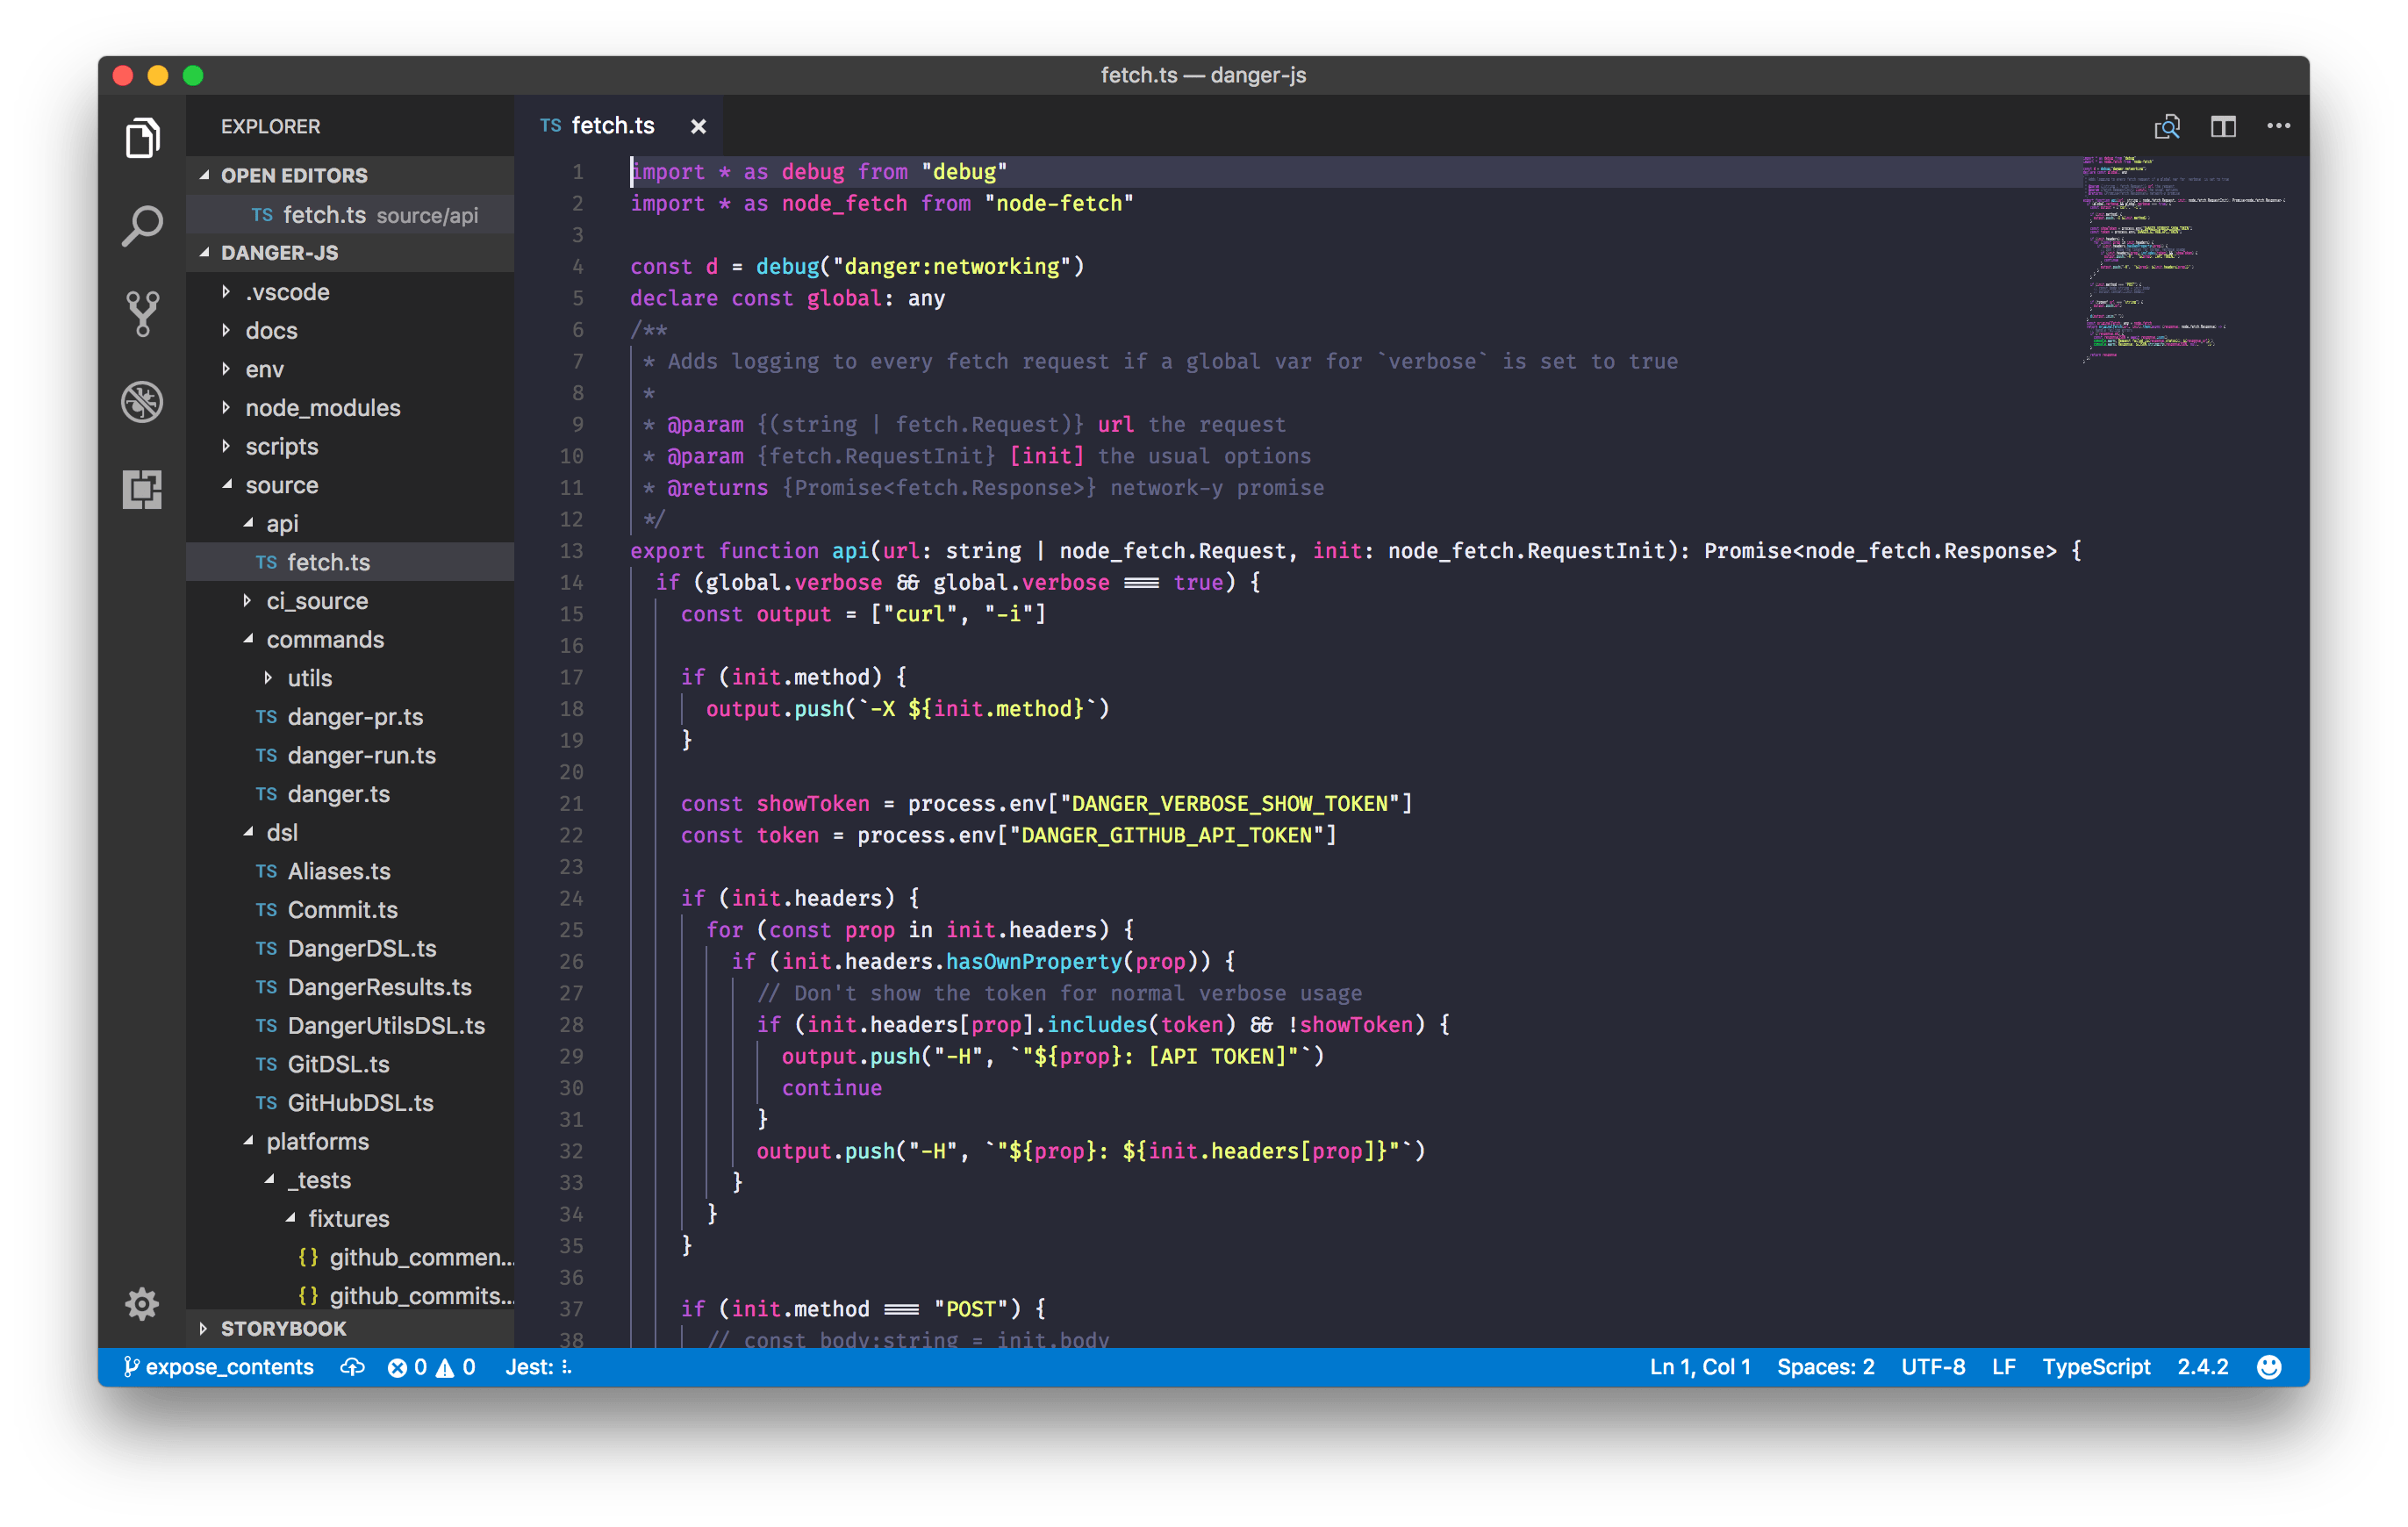 fetch.ts — danger-js
EXPLORER
OPEN EDITORS
TS fetch.ts source/api
DANGER-JS
.vscode
docs
env
node_modules
scripts
source
api
TS fetch.ts
ci_source
commands
utils
TS danger-pr.ts
TS danger-run.ts
TS danger.ts
dsl
TS Aliases.ts
TS Commit.ts
TS DangerDSL.ts
TS DangerResults.ts
TS DangerUtilsDSL.ts
TS GitDSL.ts
TS GitHubDSL.ts
platforms
_tests
fixtures
{} github_commen...
{} github_commits...
STORYBOOK
TS fetch.ts ×
1 import * as debug from "debug"
2 import * as node_fetch from "node-fetch"
3
4 const d = debug("danger:networking")
5 declare const global: any
6 /**
7 * Adds logging to every fetch request if a global var for `verbose` is set to true
8 *
9 * @param {(string | fetch.Request)} url the request
10 * @param {fetch.RequestInit} [init] the usual options
11 * @returns {Promise<fetch.Response>} network-y promise
12 */
13 export function api(url: string | node_fetch.Request, init: node_fetch.RequestInit): Promise<node_fetch.Response> {
14 if (global.verbose && global.verbose === true) {
15 const output = ["curl", "-i"]
16
17 if (init.method) {
18 output.push(`-X ${init.method}`)
19 }
20
21 const showToken = process.env["DANGER_VERBOSE_SHOW_TOKEN"]
22 const token = process.env["DANGER_GITHUB_API_TOKEN"]
23
24 if (init.headers) {
25 for (const prop in init.headers) {
26 if (init.headers.hasOwnProperty(prop)) {
27 // Don't show the token for normal verbose usage
28 if (init.headers[prop].includes(token) && !showToken) {
29 output.push("-H", `"${prop}: [API TOKEN]"`)
30 continue
31 }
32 output.push("-H", `"${prop}: ${init.headers[prop]}"`)
33 }
34 }
35 }
36
37 if (init.method === "POST") {
38 // const body:string = init.body
expose_contents 0 0 Jest: Ln 1, Col 1 Spaces: 2 UTF-8 LF TypeScript 2.4.2